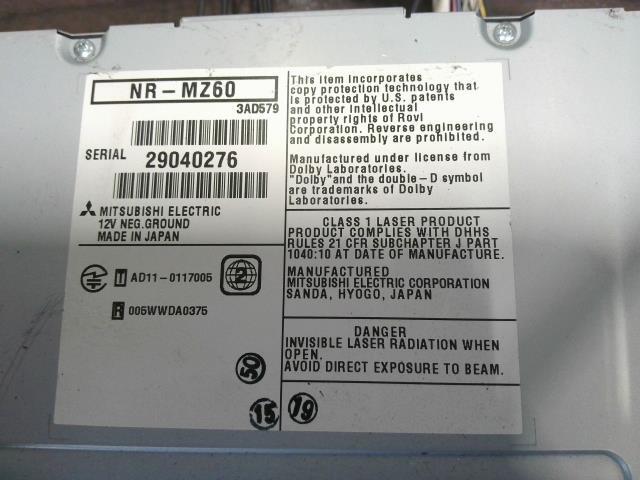 NR-MZ60
3AD579
SERIAL 29040276
MITSUBISHI ELECTRIC
12V NEG.GROUND
MADE IN JAPAN
T AD11-0117005
2
R 005WWDA0375
50
15
This item incorporates
copy protection technology that
is protected by U.S. patents
and other intellectual
property rights of Rovi
Corporation. Reverse engineering
and disassembly are prohibited.
Manufactured under license from
Dolby Laboratories.
"Dolby"and the double-D symbol
are trademarks of Dolby
Laboratories.
CLASS 1 LASER PRODUCT
PRODUCT COMPLIES WITH DHHS
RULES 21 CFR SUBCHAPTER J PART
1040:10 AT DATE OF MANUFACTURE.
MANUFACTURED
MITSUBISHI ELECTRIC CORPORATION
SANDA, HYOGO, JAPAN
DANGER
INVISIBLE LASER RADIATION WHEN
OPEN.
AVOID DIRECT EXPOSURE TO BEAM.
19